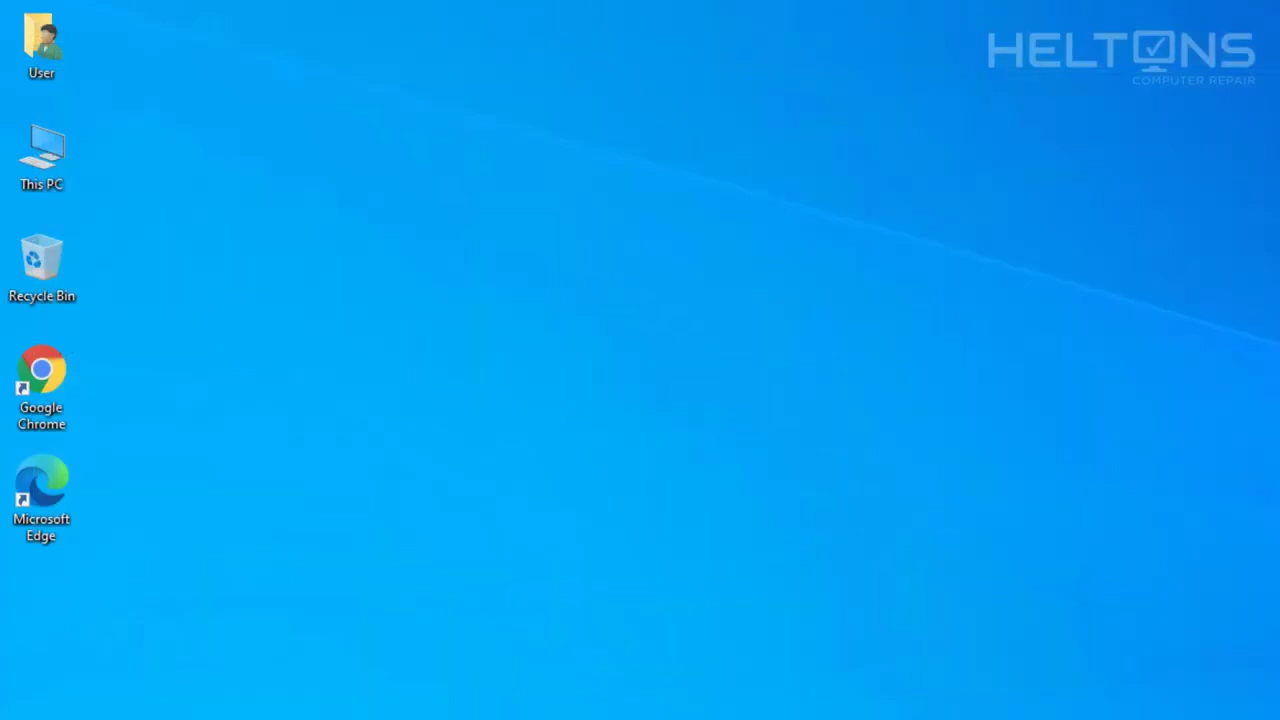 User
This PC
Recycle Bin
Google
Chrome
Microsoft
Edge
HELTONS
COMPUTER REPAIR